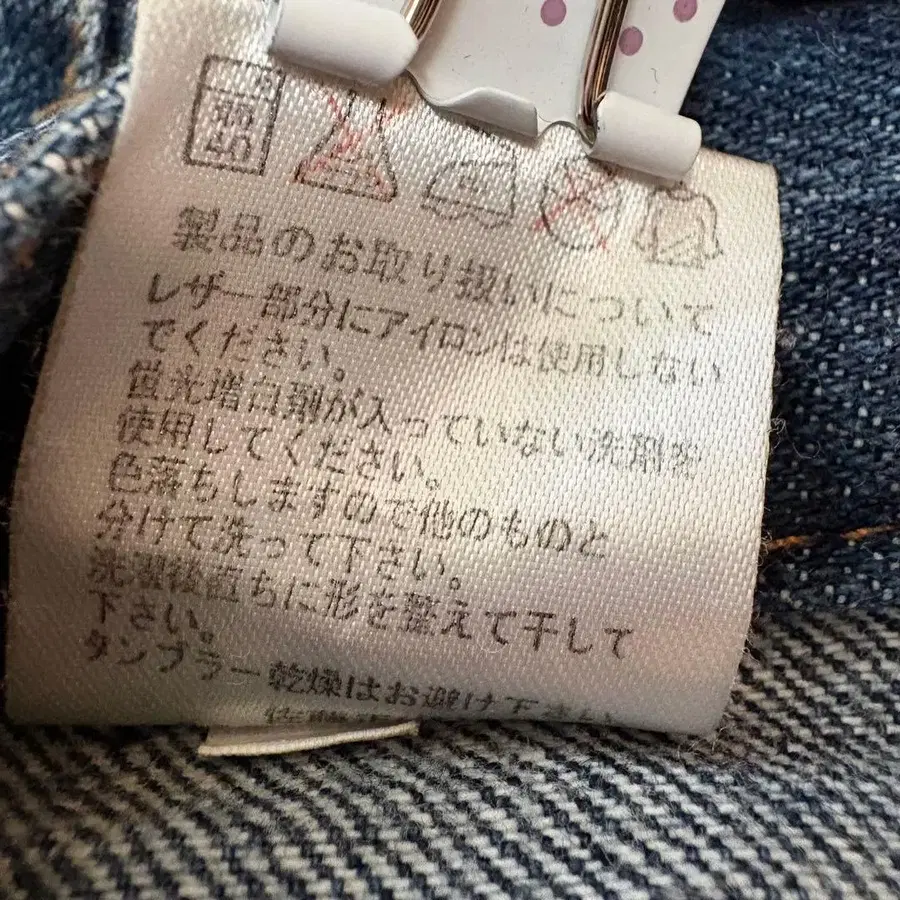 弱
40
製品のお取り扱いについて
レザー部分にアイロンは使用しない
でください。
蛍光増白剤が入っていない洗剤を
使用してください。
色落ちしますので他のものと
分けて洗って下さい。
洗濯後直ちに形を整えて干して
下さい。
タンブラー乾燥はお避け下さい